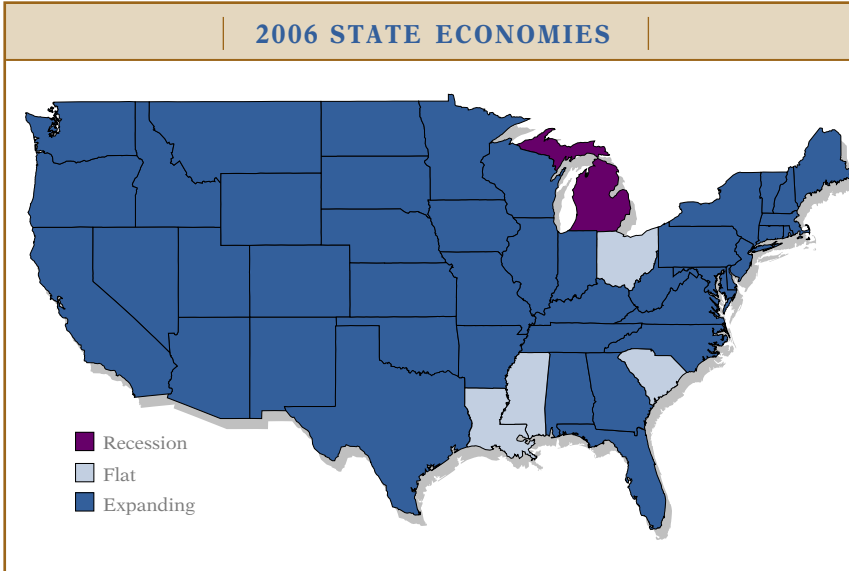 2006 STATE ECONOMIES
Recession
Flat
Expanding